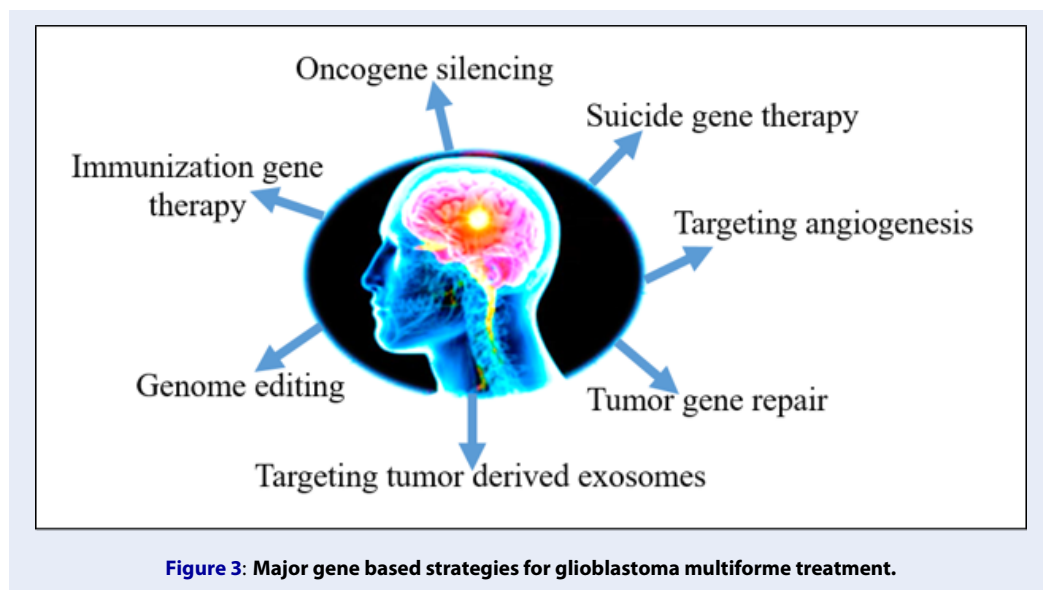 Oncogene silencing
Suicide gene therapy
Immunization gene
therapy
Targeting angiogenesis
Genome editing
Tumor gene repair
Targeting tumor derived exosomes
Figure 3: Major gene based strategies for glioblastoma multiforme treatment.